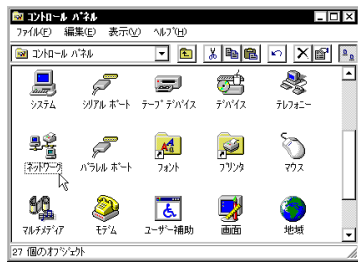 コントロール パネル
ファイル(F) 編集(E) 表示(V) ヘルプ(H)
コントロール パネル
システム シリアル ポート テープ デバイス デバイス テレフォニー
ネットワーク パラレル ポート フォント プリンタ マウス
マルチメディア モデム ユーザー補助 画面 地域
27 個のオブジェクト